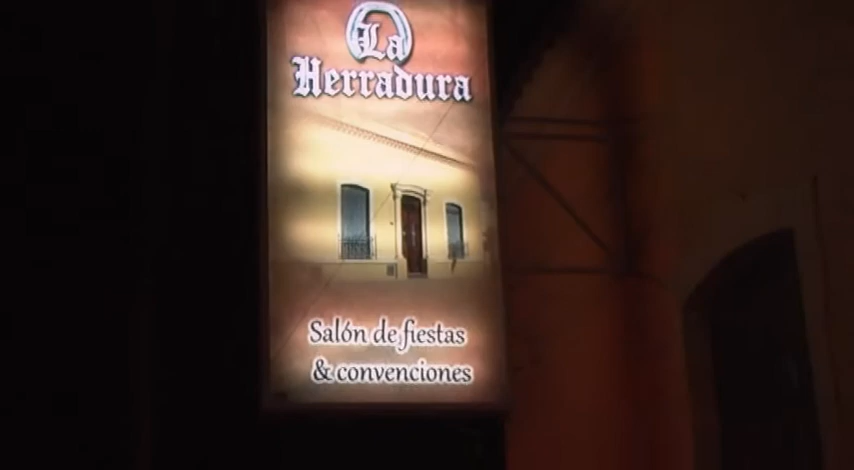 La
Herradura
Salón de fiestas
& convenciones